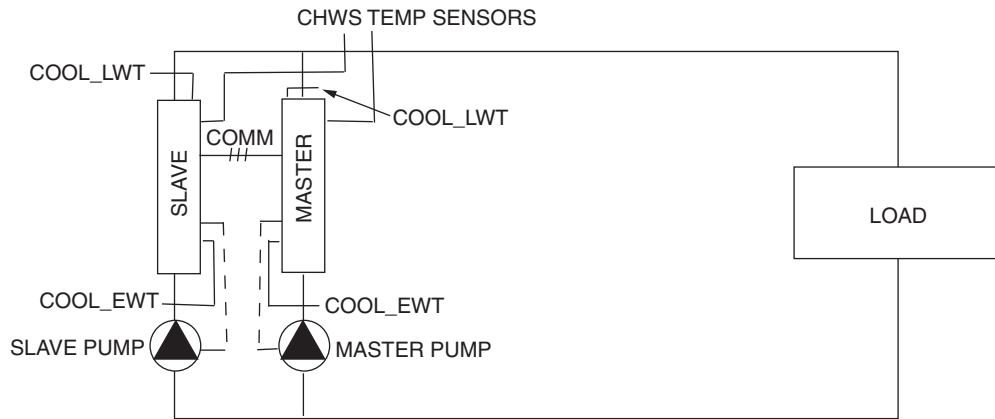 CHWS TEMP SENSORS
COOL_LWT
COOL_LWT
COMM
SLAVE
MASTER
LOAD
COOL_EWT
COOL_EWT
SLAVE PUMP
MASTER PUMP